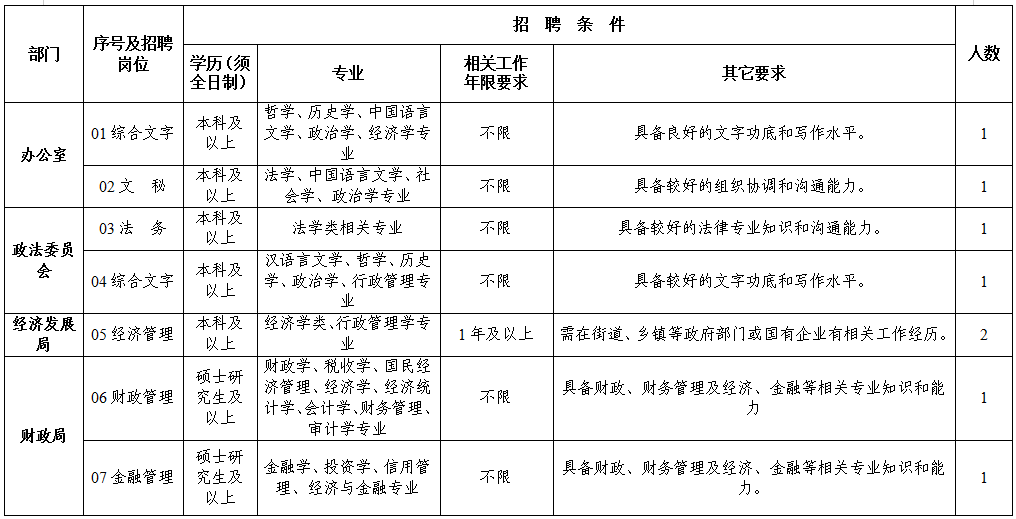 部门
序号及招聘
岗位
招 聘 条 件
人数
学历（须
全日制）
专业
相关工作
年限要求
其它要求
办公室
01 综合文字
本科及
以上
哲学、历史学、中国语言
文学、政治学、经济学专
业
不限
具备良好的文字功底和写作水平。
1
02 文 秘
本科及
以上
法学、中国语言文学、社
会学、政治学专业
不限
具备较好的组织协调和沟通能力。
1
政法委员
会
03 法 务
本科及
以上
法学类相关专业
不限
具备较好的法律专业知识和沟通能力。
1
04 综合文字
本科及
以上
汉语言文学、哲学、历史
学、政治学、行政管理专
业
不限
具备较好的文字功底和写作水平。
1
经济发展
局
05 经济管理
本科及
以上
经济学类、行政管理学专
业
1 年及以上
需在街道、乡镇等政府部门或国有企业有相关工作经历。
2
财政局
06 财政管理
硕士研
究生及
以上
财政学、税收学、国民经
济管理、经济学、经济统
计学、会计学、财务管理、
审计学专业
不限
具备财政、财务管理及经济、金融等相关专业知识和能
力
1
07 金融管理
硕士研
究生及
以上
金融学、投资学、信用管
理、经济与金融专业
不限
具备财政、财务管理及经济、金融等相关专业知识和能
力。
1